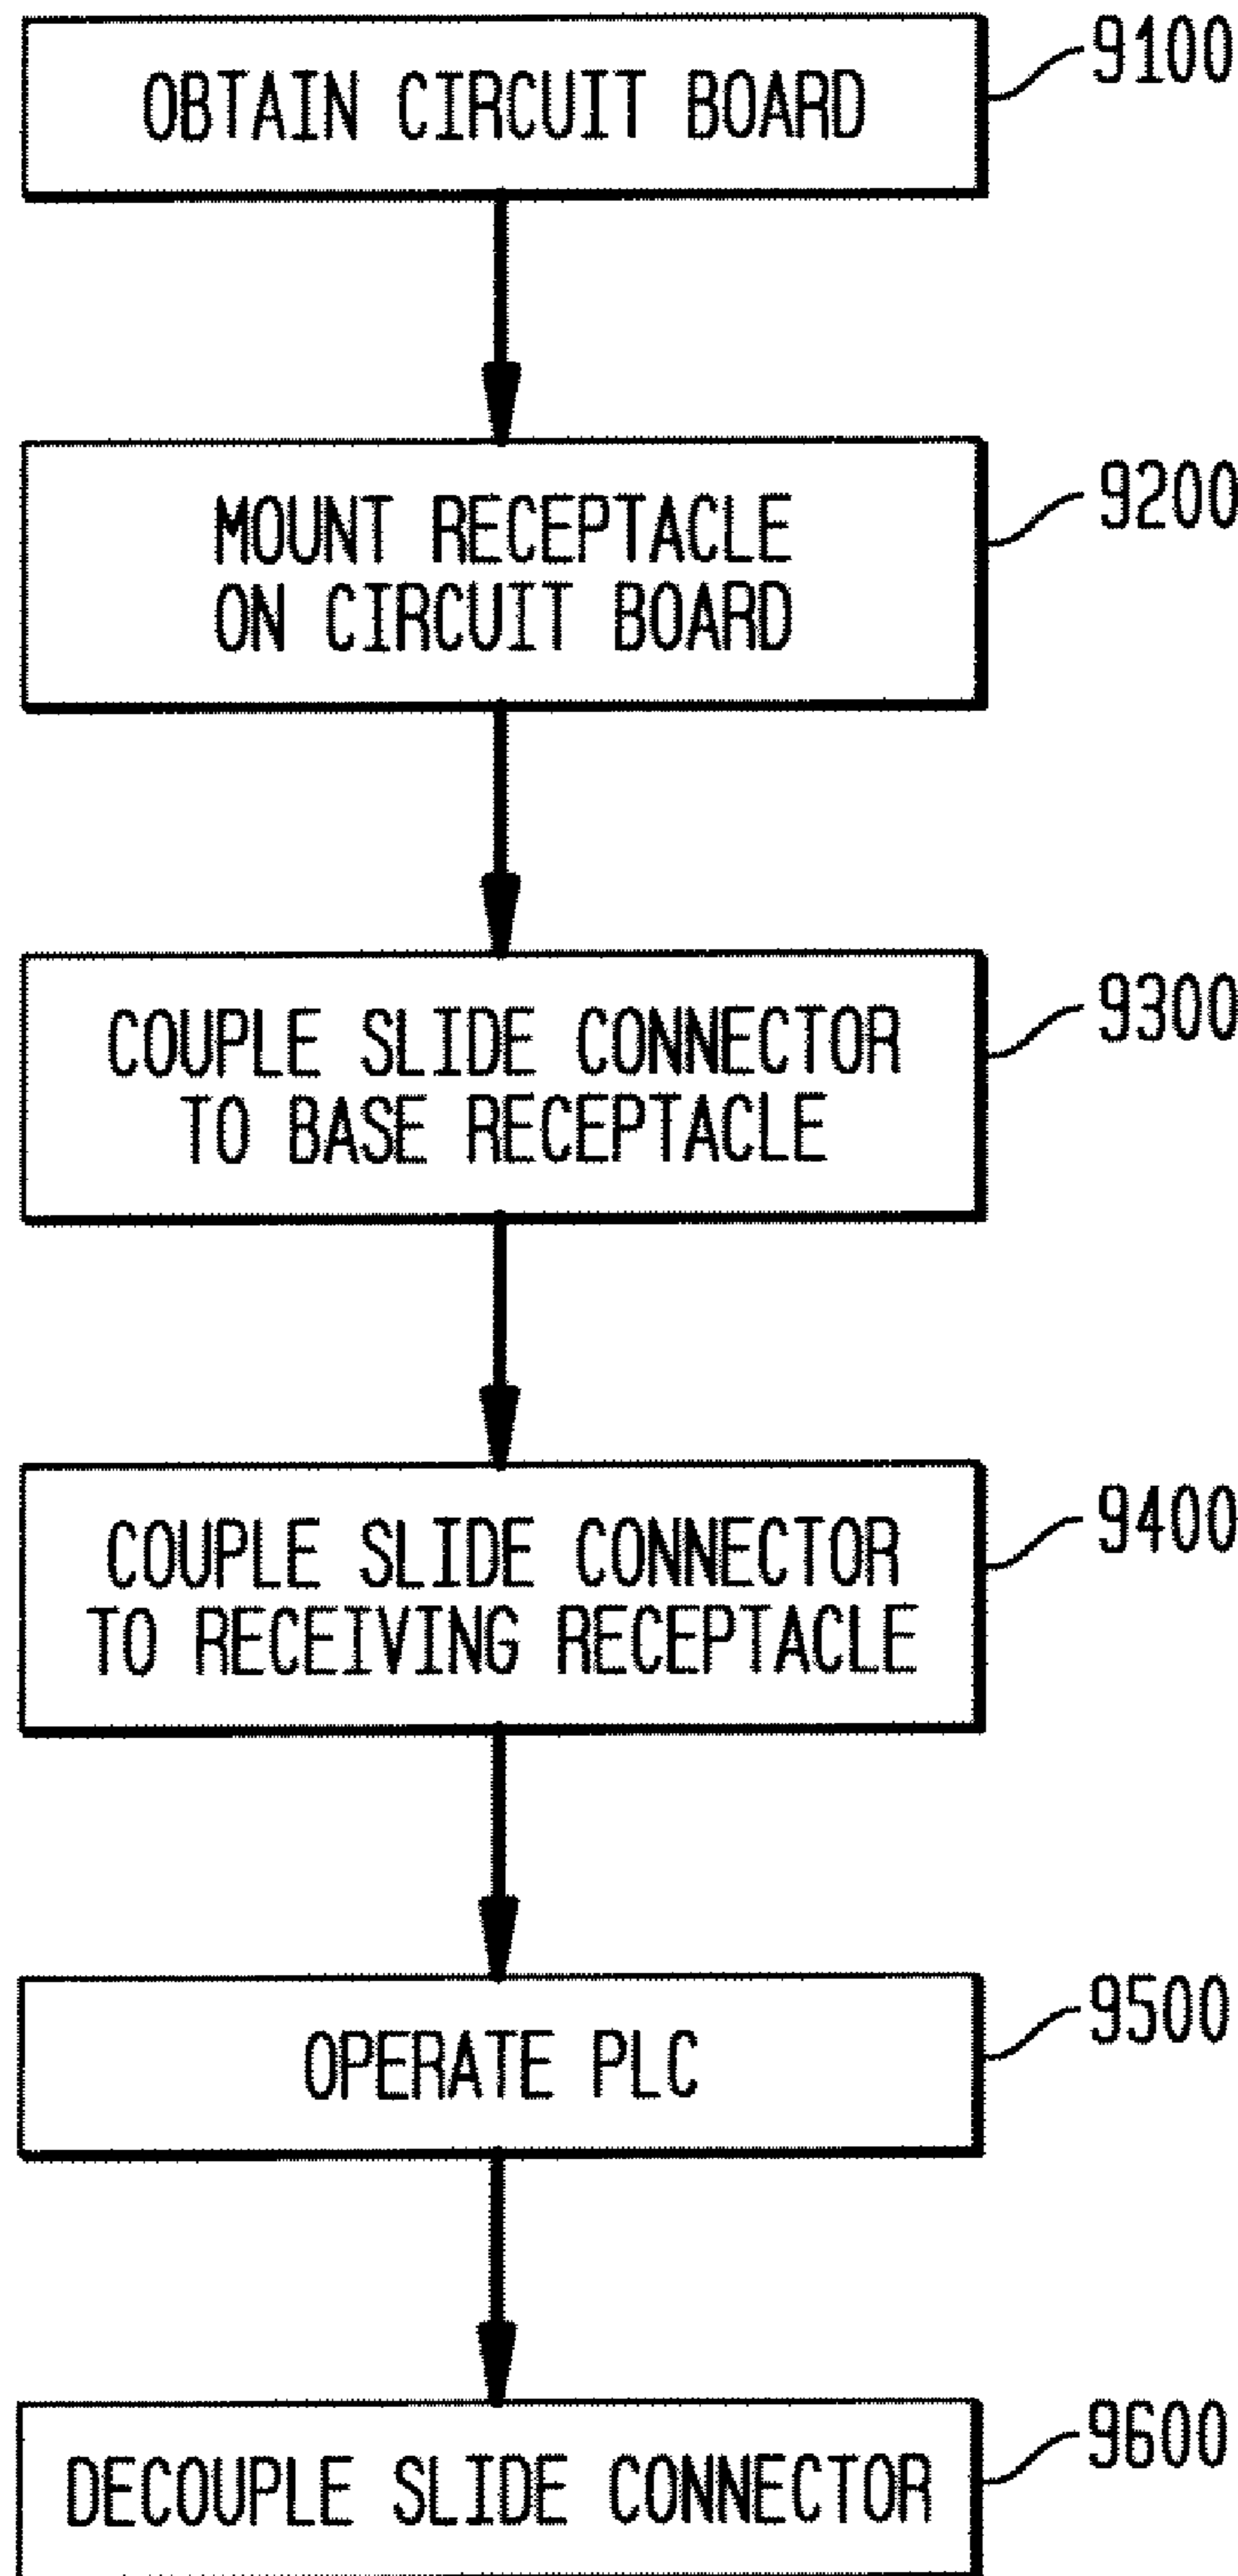 OBTAIN CIRCUIT BOARD
9100
MOUNT RECEPTACLE
ON CIRCUIT BOARD
9200
COUPLE SLIDE CONNECTOR
TO BASE RECEPTACLE
9300
COUPLE SLIDE CONNECTOR
TO RECEIVING RECEPTACLE
9400
OPERATE PLC
9500
DECOUPLE SLIDE CONNECTOR
9600